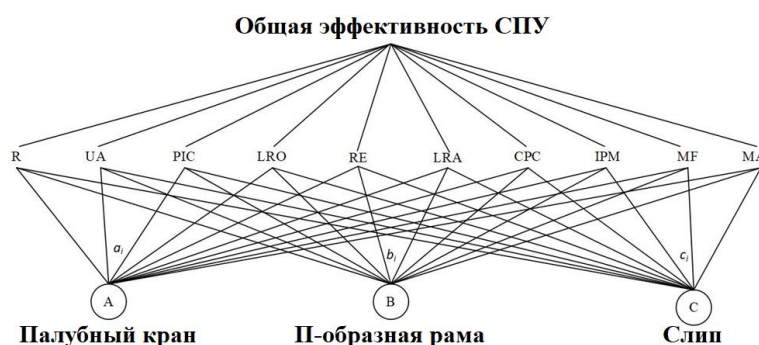 Общая эффективность СПУ
R UA PIC LRO RE LRA CPC IPM MF MA
aᵢ bᵢ cᵢ
A B C
Палубный кран П-образная рама Слип